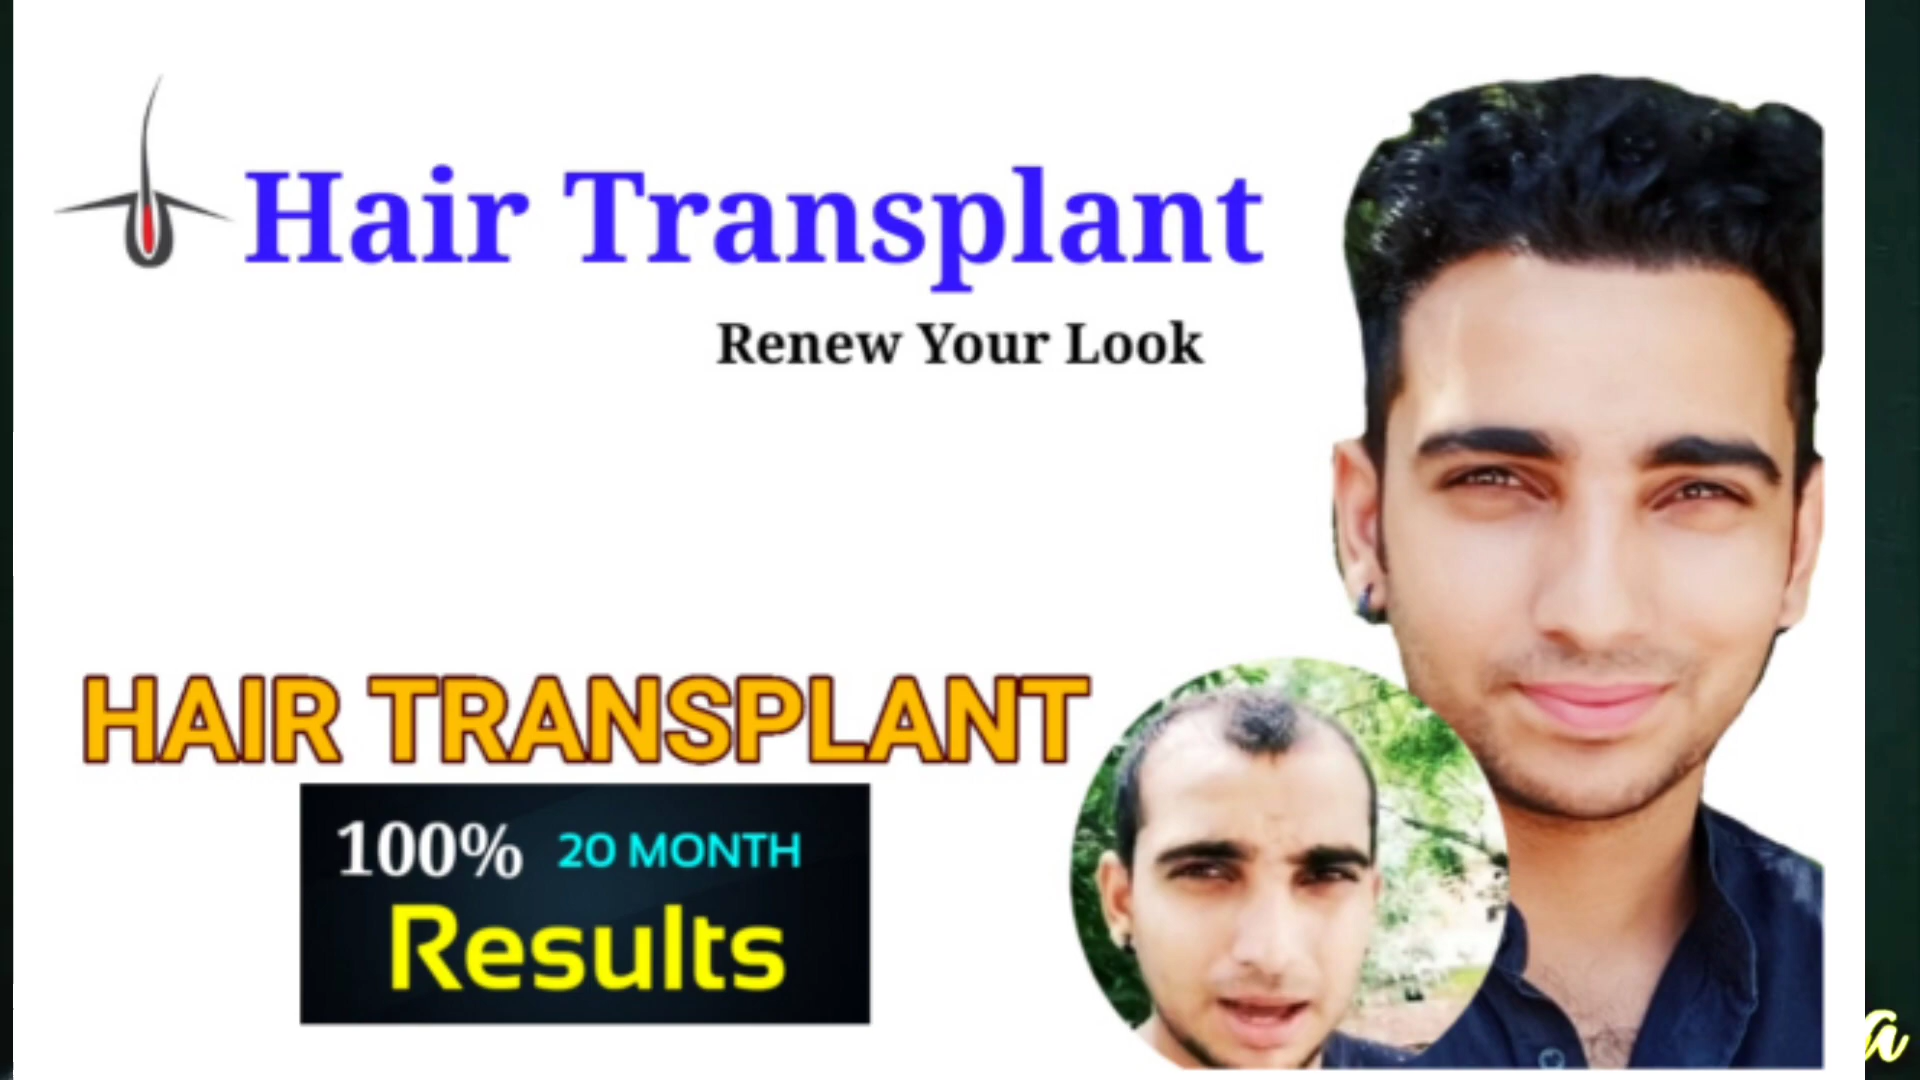 Hair Transplant
Renew Your Look
HAIR TRANSPLANT
100% 20 MONTH
Results
a